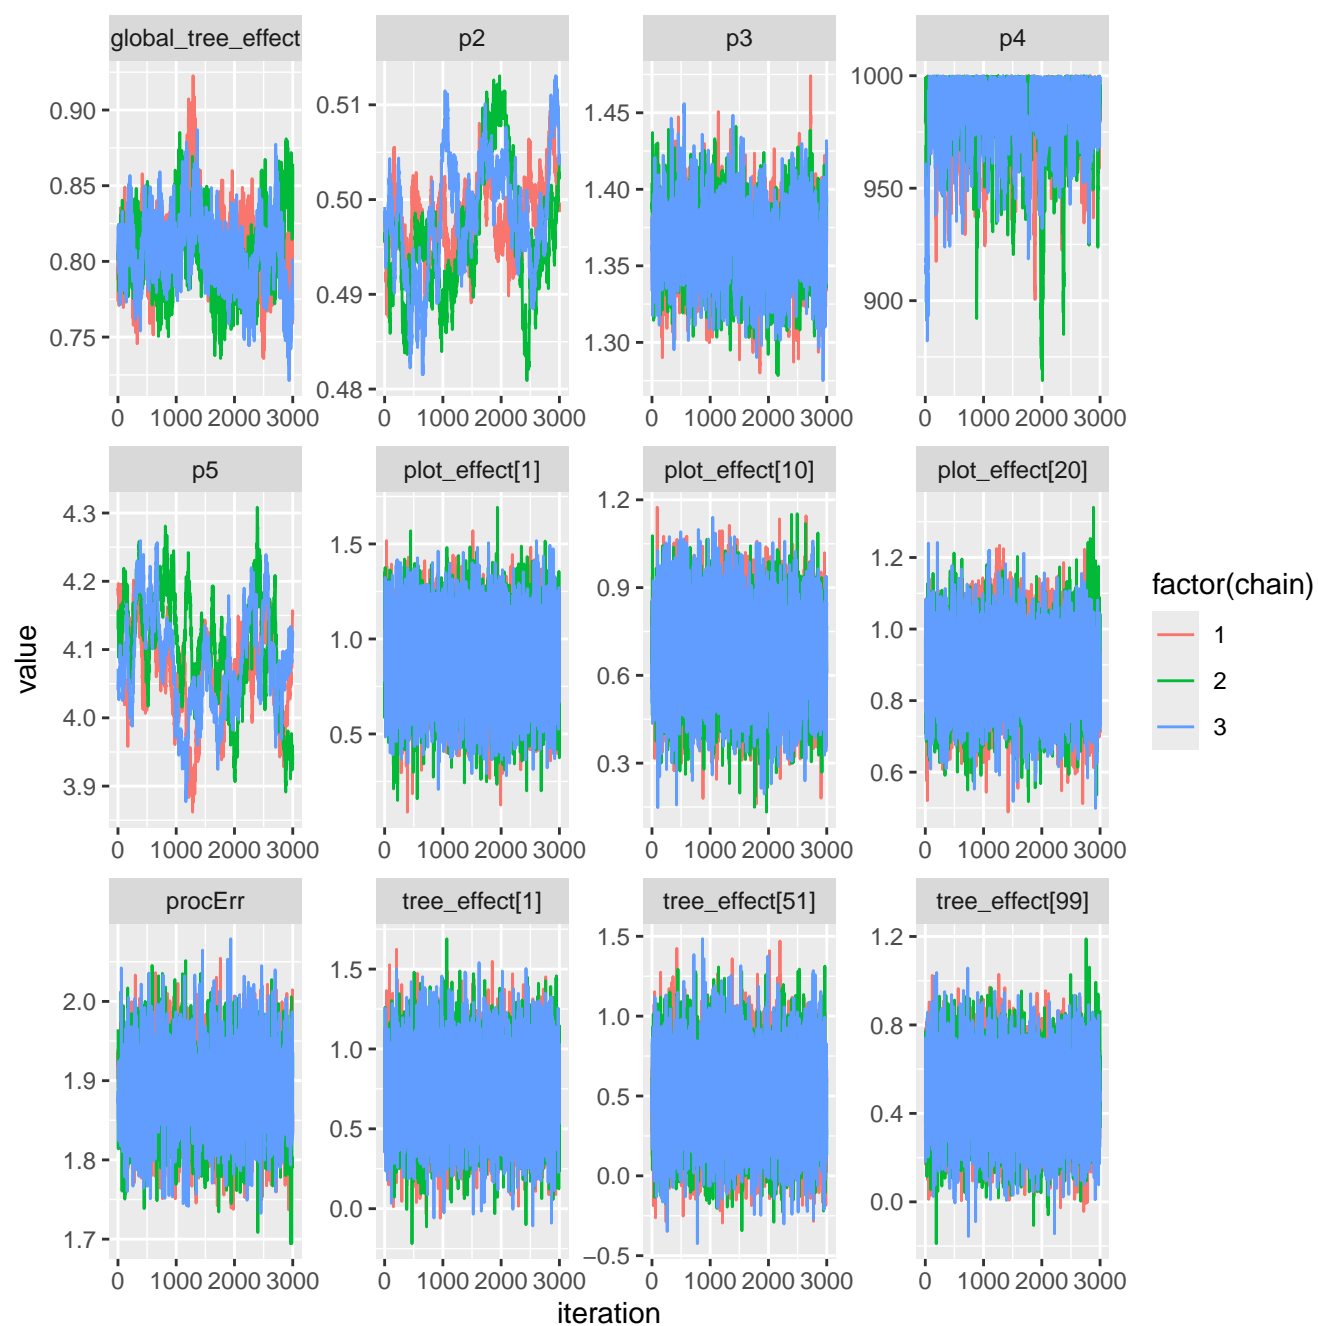 global_tree_effect
p2
p3
p4
0.90
0.85
0.80
0.75
0.51
0.50
0.49
0.48
1.45
1.40
1.35
1.30
1000
950
900
0 1000 2000 3000
0 1000 2000 3000
0 1000 2000 3000
0 1000 2000 3000
p5
plot_effect[1]
plot_effect[10]
plot_effect[20]
4.3
4.2
4.1
4.0
3.9
1.5
1.0
0.5
1.2
0.9
0.6
0.3
1.2
1.0
0.8
0.6
0 1000 2000 3000
0 1000 2000 3000
0 1000 2000 3000
0 1000 2000 3000
procErr
tree_effect[1]
tree_effect[51]
tree_effect[99]
2.0
1.9
1.8
1.7
1.5
1.0
0.5
0.0
1.5
1.0
0.5
0.0
−0.5
1.2
0.8
0.4
0.0
0 1000 2000 3000
0 1000 2000 3000
0 1000 2000 3000
0 1000 2000 3000
value
iteration
factor(chain)
1
2
3